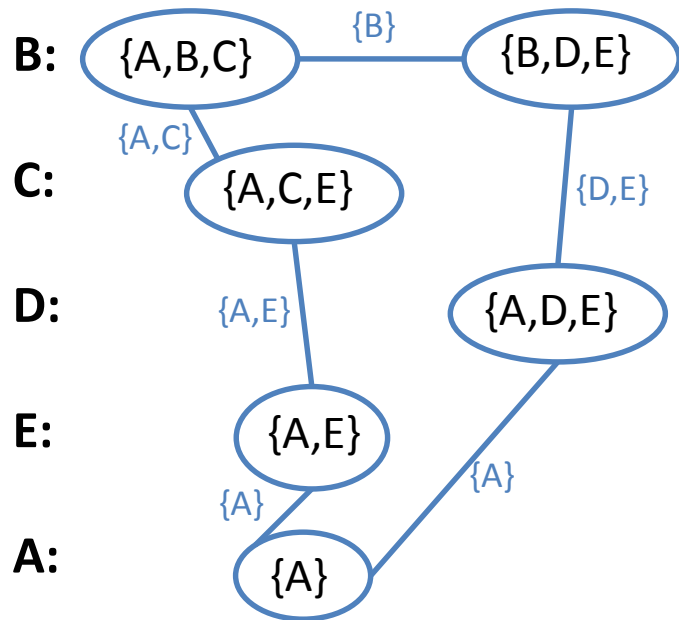 B: {A,B,C} {B} {B,D,E}
{A,C}
C: {A,C,E} {D,E}
D: {A,E} {A,D,E}
E: {A,E}
{A} {A}
A: {A}